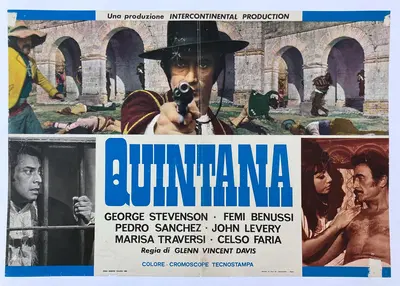 Una produzione INTERCONTINENTAL PRODUCTION
QUINTANA
GEORGE STEVENSON · FEMI BENUSSI
PEDRO SANCHEZ · JOHN LEVERY
MARISA TRAVERSI · CELSO FARIA
Regia di GLENN VINCENT DAVIS
COLORE - CROMOSCOPE TECNOSTAMPA